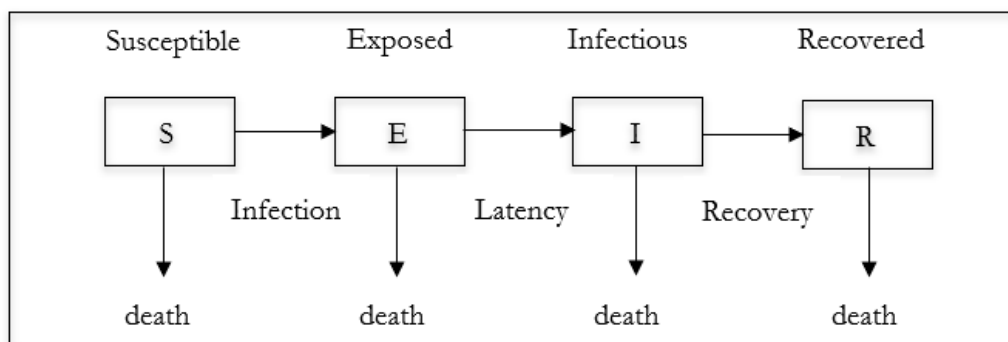 Susceptible Exposed Infectious Recovered
S E I R
Infection Latency Recovery
death death death death